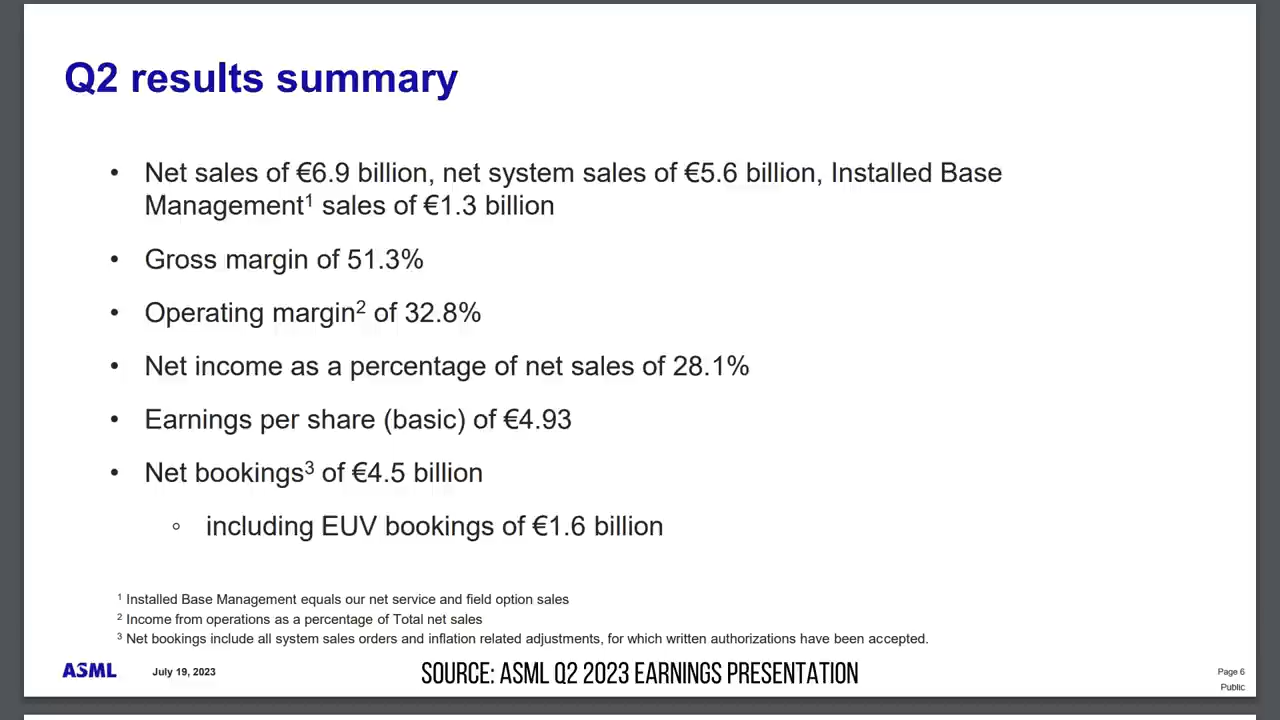 Q2 results summary
• Net sales of €6.9 billion, net system sales of €5.6 billion, Installed Base
Management¹ sales of €1.3 billion
• Gross margin of 51.3%
• Operating margin² of 32.8%
• Net income as a percentage of net sales of 28.1%
• Earnings per share (basic) of €4.93
• Net bookings³ of €4.5 billion
◦ including EUV bookings of €1.6 billion
¹ Installed Base Management equals our net service and field option sales
² Income from operations as a percentage of Total net sales
³ Net bookings include all system sales orders and inflation related adjustments, for which written authorizations have been accepted.
ASML
July 19, 2023
SOURCE: ASML Q2 2023 EARNINGS PRESENTATION
Page 6
Public